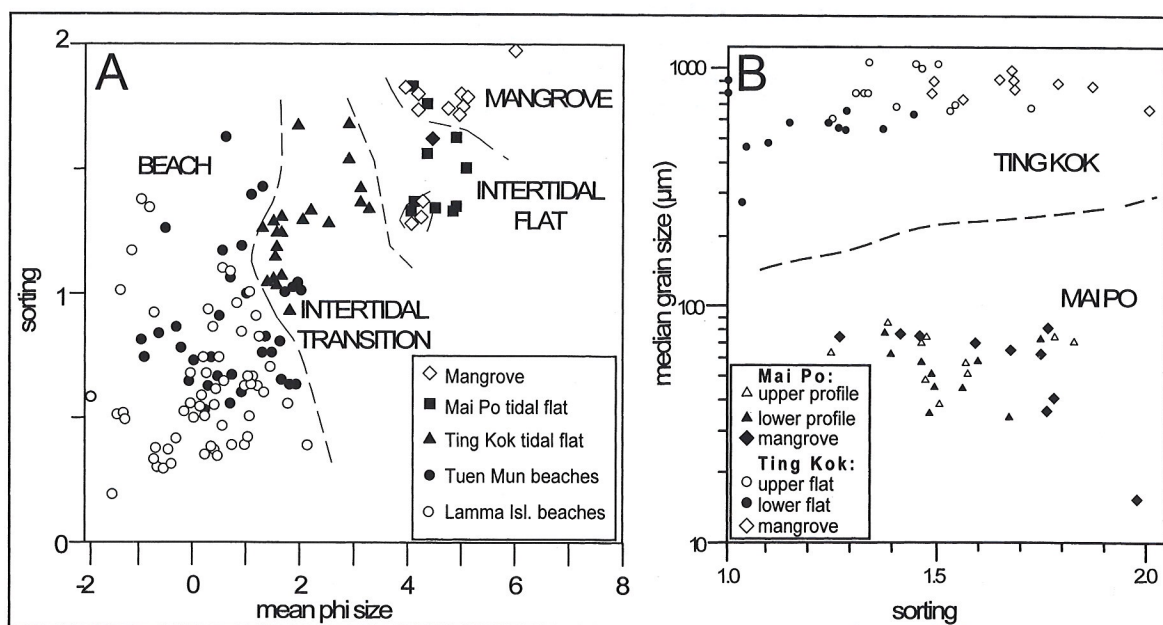 A
2
1
0
sorting
-2
0
2
4
6
8
mean phi size
BEACH
MANGROVE
INTERTIDAL
FLAT
INTERTIDAL
TRANSITION
Mangrove
Mai Po tidal flat
Ting Kok tidal flat
Tuen Mun beaches
Lamma Isl. beaches
B
1000
100
10
median grain size (µm)
1.0
1.5
2.0
sorting
TING KOK
MAI PO
Mai Po:
upper profile
lower profile
mangrove
Ting Kok:
upper flat
lower flat
mangrove